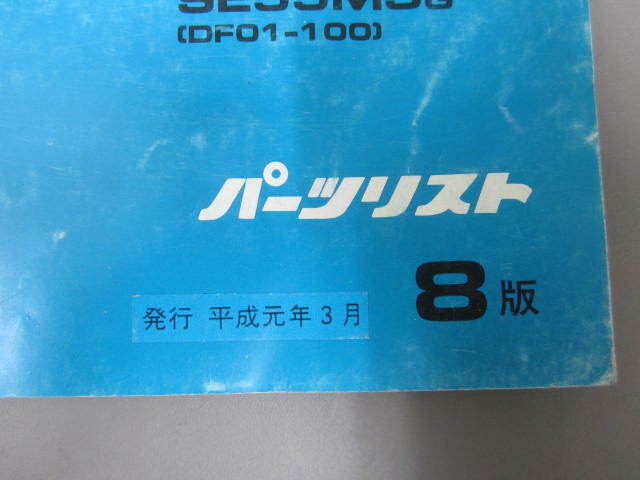 (DF01-100)
パーツリスト
8版
発行 平成元年3月